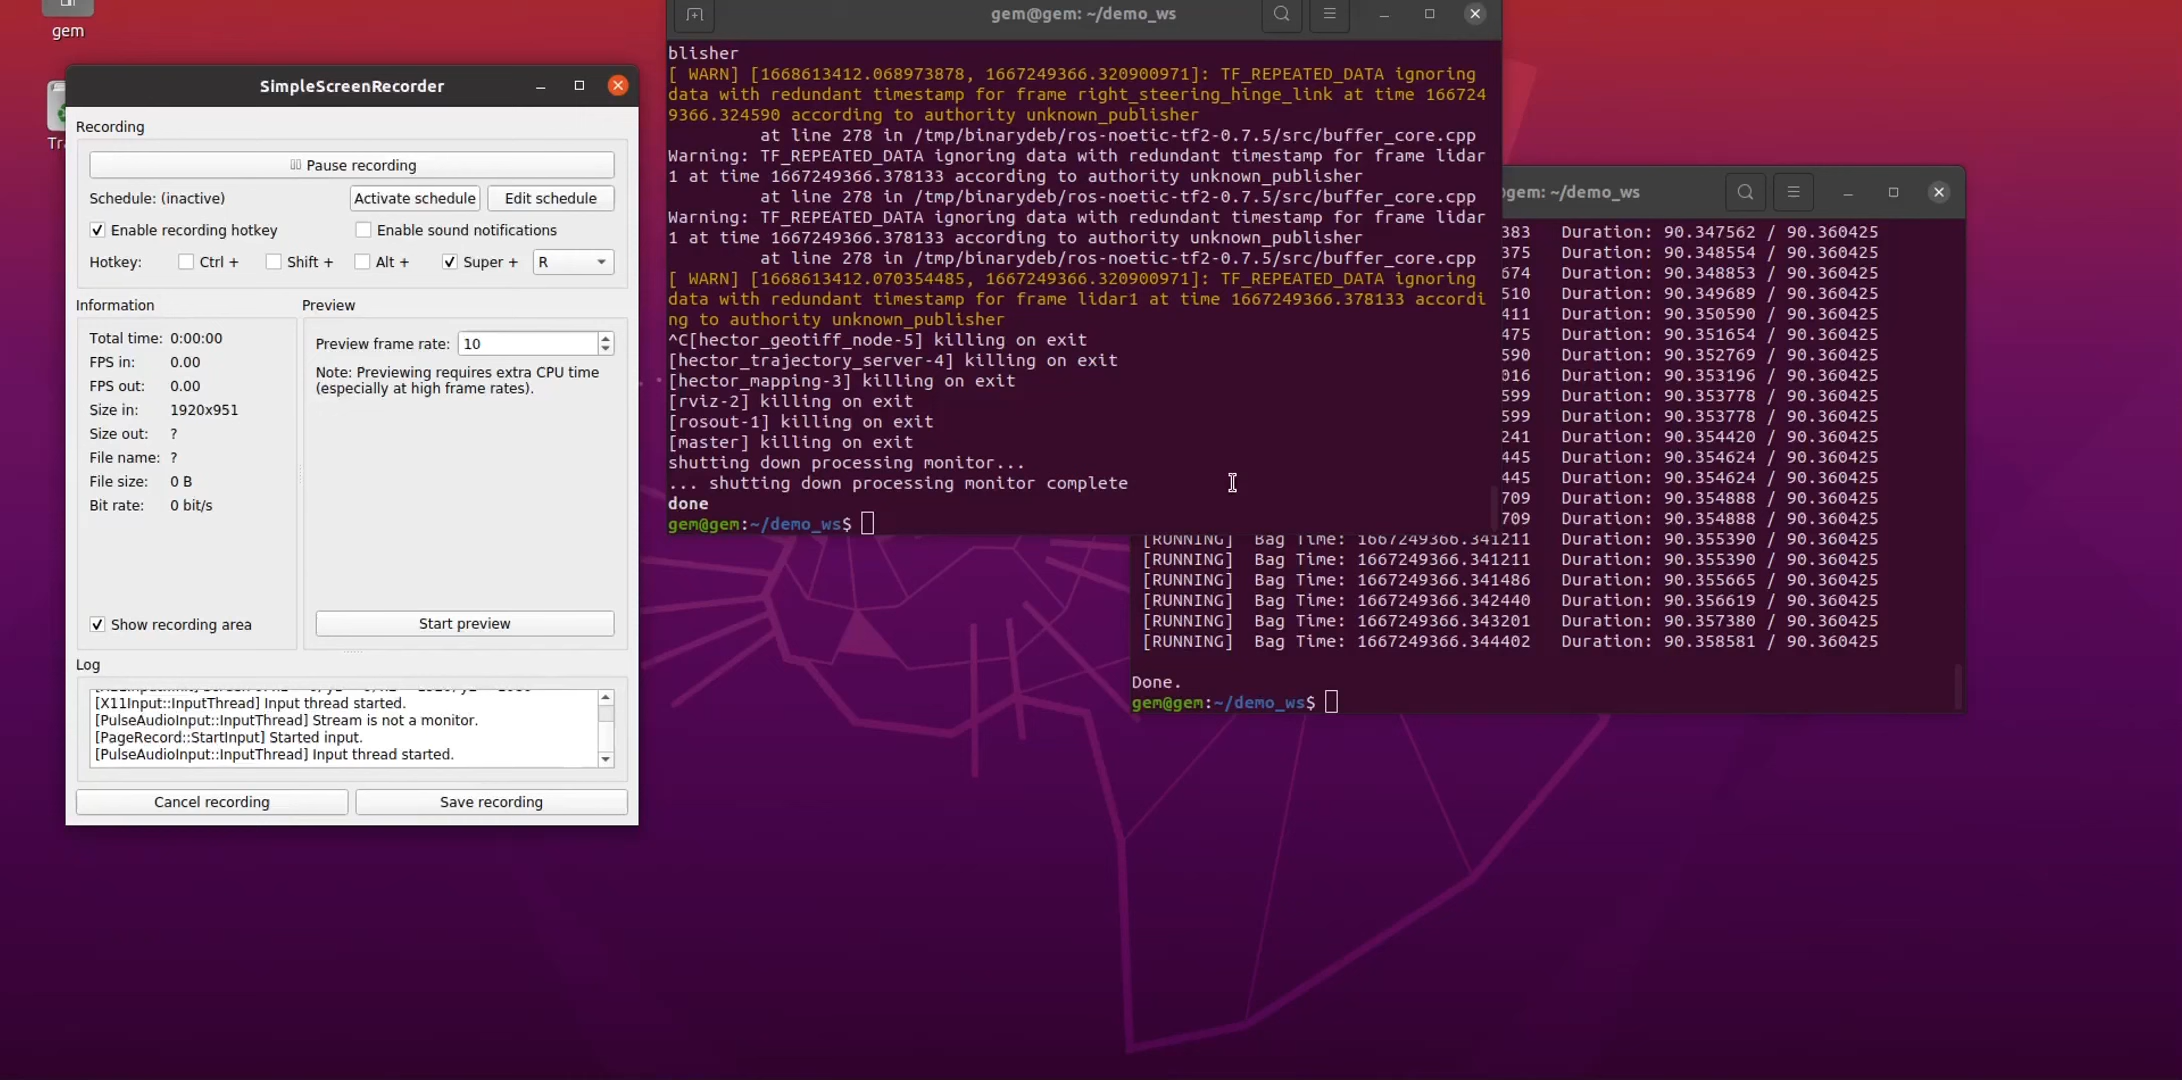 gem
Tr
SimpleScreenRecorder
Recording
Pause recording
Schedule: (inactive)
Activate schedule
Edit schedule
Enable recording hotkey
Enable sound notifications
Hotkey:
Ctrl +
Shift +
Alt +
Super +
R
Information
Total time: 0:00:00
FPS in: 0.00
FPS out: 0.00
Size in: 1920x951
Size out: ?
File name: ?
File size: 0 B
Bit rate: 0 bit/s
Show recording area
Preview
Preview frame rate: 10
Note: Previewing requires extra CPU time
(especially at high frame rates).
Start preview
Log
[X11Input::InputThread] Input thread started.
[PulseAudioInput::InputThread] Stream is not a monitor.
[PageRecord::StartInput] Started input.
[PulseAudioInput::InputThread] Input thread started.
Cancel recording
Save recording
gem@gem: ~/demo_ws
blisher
[ WARN] [1668613412.068973878, 1667249366.320900971]: TF_REPEATED_DATA ignoring
data with redundant timestamp for frame right_steering_hinge_link at time 166724
9366.324590 according to authority unknown_publisher
at line 278 in /tmp/binarydeb/ros-noetic-tf2-0.7.5/src/buffer_core.cpp
Warning: TF_REPEATED_DATA ignoring data with redundant timestamp for frame lidar
1 at time 1667249366.378133 according to authority unknown_publisher
at line 278 in /tmp/binarydeb/ros-noetic-tf2-0.7.5/src/buffer_core.cpp
Warning: TF_REPEATED_DATA ignoring data with redundant timestamp for frame lidar
1 at time 1667249366.378133 according to authority unknown_publisher
at line 278 in /tmp/binarydeb/ros-noetic-tf2-0.7.5/src/buffer_core.cpp
[ WARN] [1668613412.070354485, 1667249366.320900971]: TF_REPEATED_DATA ignoring
data with redundant timestamp for frame lidar1 at time 1667249366.378133 accordi
ng to authority unknown_publisher
^C[hector_geotiff_node-5] killing on exit
[hector_trajectory_server-4] killing on exit
[hector_mapping-3] killing on exit
[rviz-2] killing on exit
[rosout-1] killing on exit
[master] killing on exit
shutting down processing monitor...
... shutting down processing monitor complete
done
gem@gem:~/demo_ws$
gem: ~/demo_ws
383 Duration: 90.347562 / 90.360425
375 Duration: 90.348554 / 90.360425
674 Duration: 90.348853 / 90.360425
510 Duration: 90.349689 / 90.360425
411 Duration: 90.350590 / 90.360425
475 Duration: 90.351654 / 90.360425
590 Duration: 90.352769 / 90.360425
016 Duration: 90.353196 / 90.360425
599 Duration: 90.353778 / 90.360425
599 Duration: 90.353778 / 90.360425
241 Duration: 90.354420 / 90.360425
445 Duration: 90.354624 / 90.360425
445 Duration: 90.354624 / 90.360425
709 Duration: 90.354888 / 90.360425
709 Duration: 90.354888 / 90.360425
[RUNNING] Bag Time: 1667249366.341211 Duration: 90.355390 / 90.360425
[RUNNING] Bag Time: 1667249366.341211 Duration: 90.355390 / 90.360425
[RUNNING] Bag Time: 1667249366.341486 Duration: 90.355665 / 90.360425
[RUNNING] Bag Time: 1667249366.342440 Duration: 90.356619 / 90.360425
[RUNNING] Bag Time: 1667249366.343201 Duration: 90.357380 / 90.360425
[RUNNING] Bag Time: 1667249366.344402 Duration: 90.358581 / 90.360425
Done.
gem@gem:~/demo_ws$